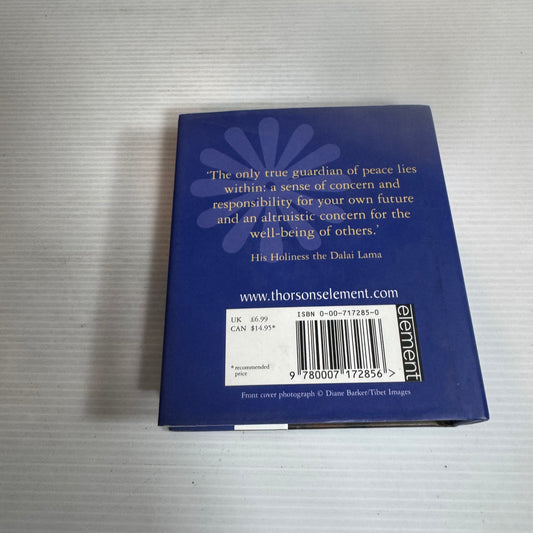 'The only true guardian of peace lies
within: a sense of concern and
responsibility for your own future
and an altruistic concern for the
well-being of others.'
His Holiness the Dalai Lama
www.thorsonselement.com
UK £6.99
CAN $14.95*
*recommended
price
ISBN 0-00-717285-0
9 780007 172856>
element
Front cover photograph © Diane Barker/Tibet Images